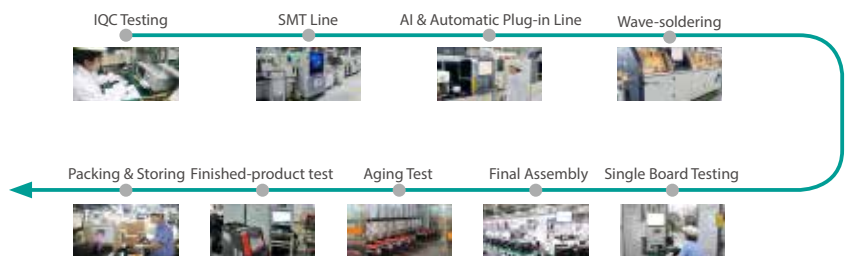 IQC Testing
SMT Line
AI & Automatic Plug-in Line
Wave-soldering
Packing & Storing
Finished-product test
Aging Test
Final Assembly
Single Board Testing